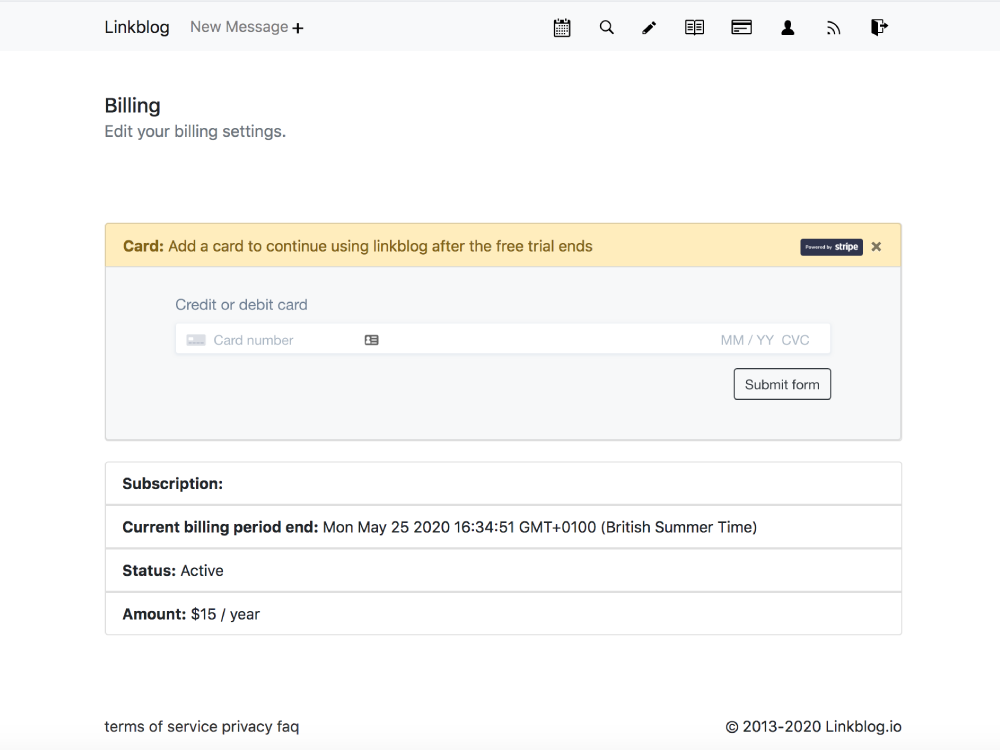 Linkblog New Message +
Billing
Edit your billing settings.
Card: Add a card to continue using linkblog after the free trial ends Powered by stripe ×
Credit or debit card
Card number MM / YY CVC
Submit form
Subscription:
Current billing period end: Mon May 25 2020 16:34:51 GMT+0100 (British Summer Time)
Status: Active
Amount: $15 / year
terms of service privacy faq © 2013-2020 Linkblog.io